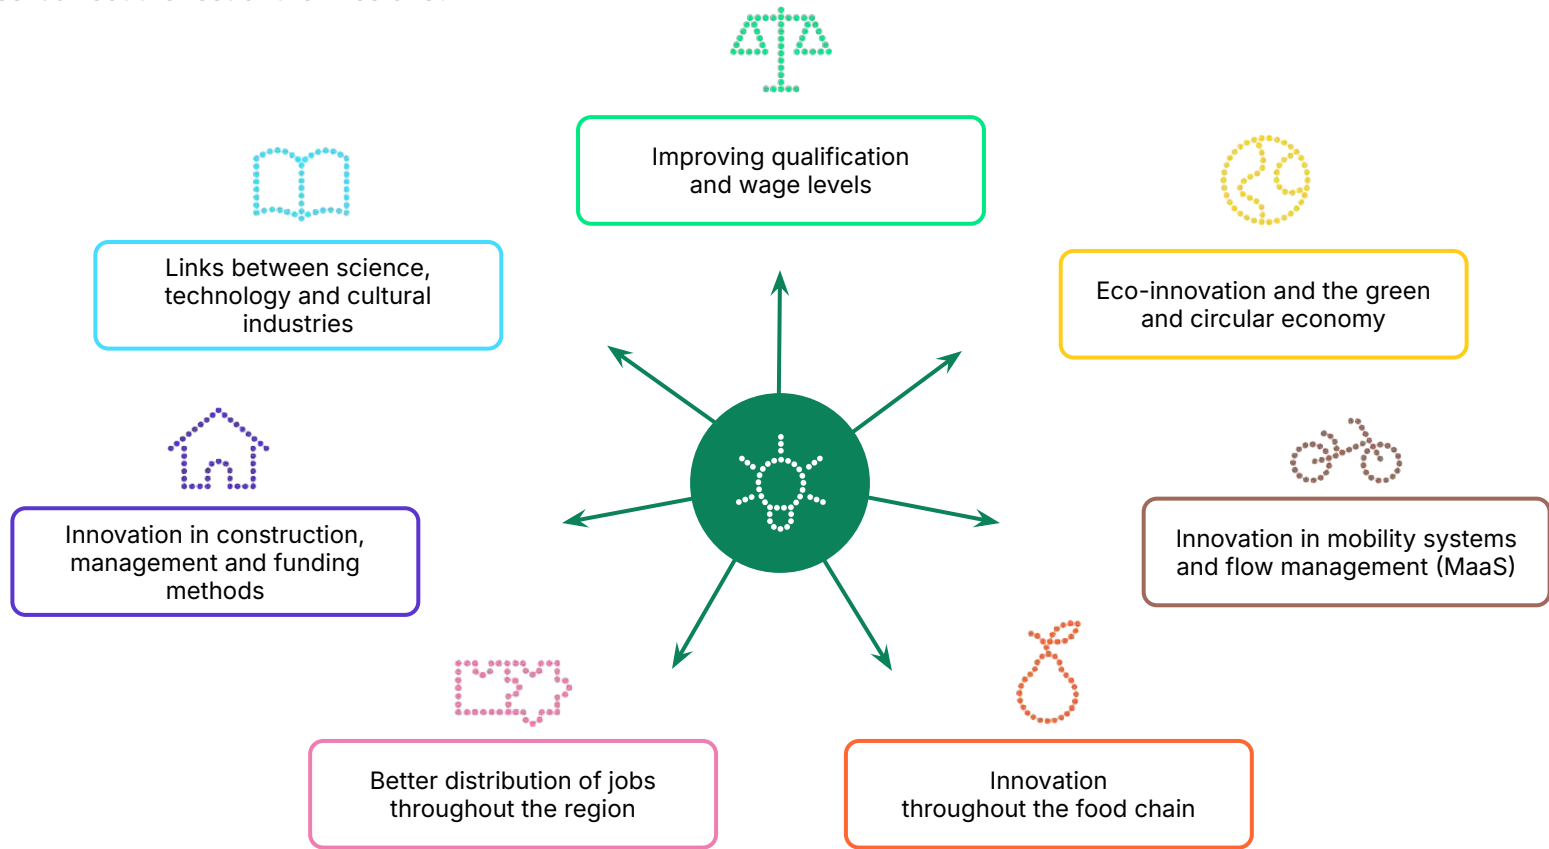 Improving qualification
and wage levels
Links between science,
technology and cultural
industries
Eco-innovation and the green
and circular economy
Innovation in construction,
management and funding
methods
Innovation in mobility systems
and flow management (MaaS)
Better distribution of jobs
throughout the region
Innovation
throughout the food chain